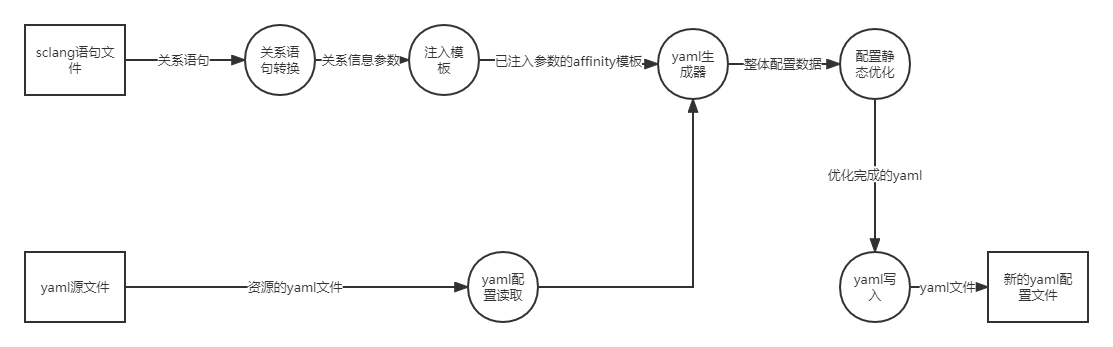 sclang语句文
件
关系语句
关系语
句转换
关系信息参数
注入模
板
已注入参数的affinity模板
yaml生
成器
整体配置数据
配置静
态优化
优化完成的yaml
yaml源文件
资源的yaml文件
yaml配
置读取
yaml写
入
yaml文件
新的yaml配
置文件